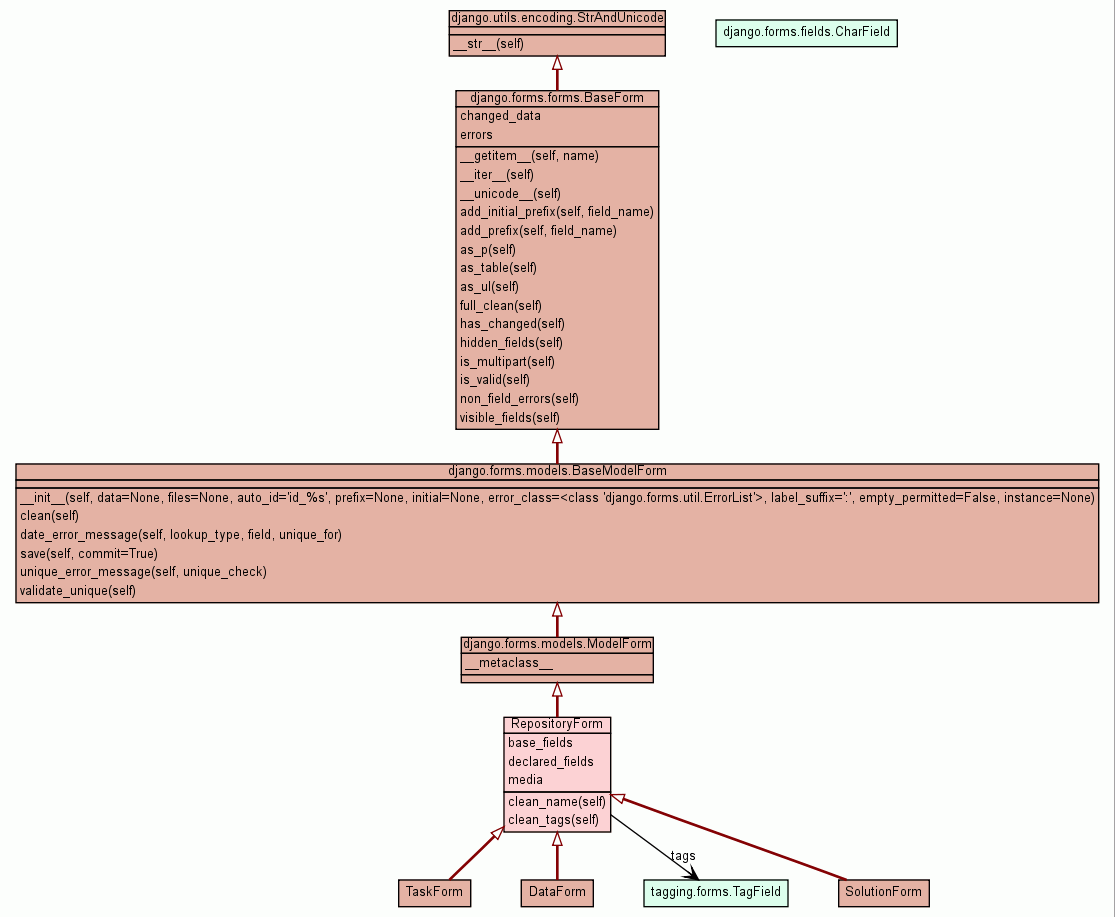 django.utils.encoding.StrAndUnicode
__str__(self)
django.forms.fields.CharField
django.forms.forms.BaseForm
changed_data
errors
__getitem__(self, name)
__iter__(self)
__unicode__(self)
add_initial_prefix(self, field_name)
add_prefix(self, field_name)
as_p(self)
as_table(self)
as_ul(self)
full_clean(self)
has_changed(self)
hidden_fields(self)
is_multipart(self)
is_valid(self)
non_field_errors(self)
visible_fields(self)
django.forms.models.BaseModelForm
__init__(self, data=None, files=None, auto_id='id_%s', prefix=None, initial=None, error_class=<class 'django.forms.util.ErrorList'>, label_suffix=':', empty_permitted=False, instance=None)
clean(self)
date_error_message(self, lookup_type, field, unique_for)
save(self, commit=True)
unique_error_message(self, unique_check)
validate_unique(self)
django.forms.models.ModelForm
__metaclass__
RepositoryForm
base_fields
declared_fields
media
clean_name(self)
clean_tags(self)
tags
TaskForm
DataForm
tagging.forms.TagField
SolutionForm